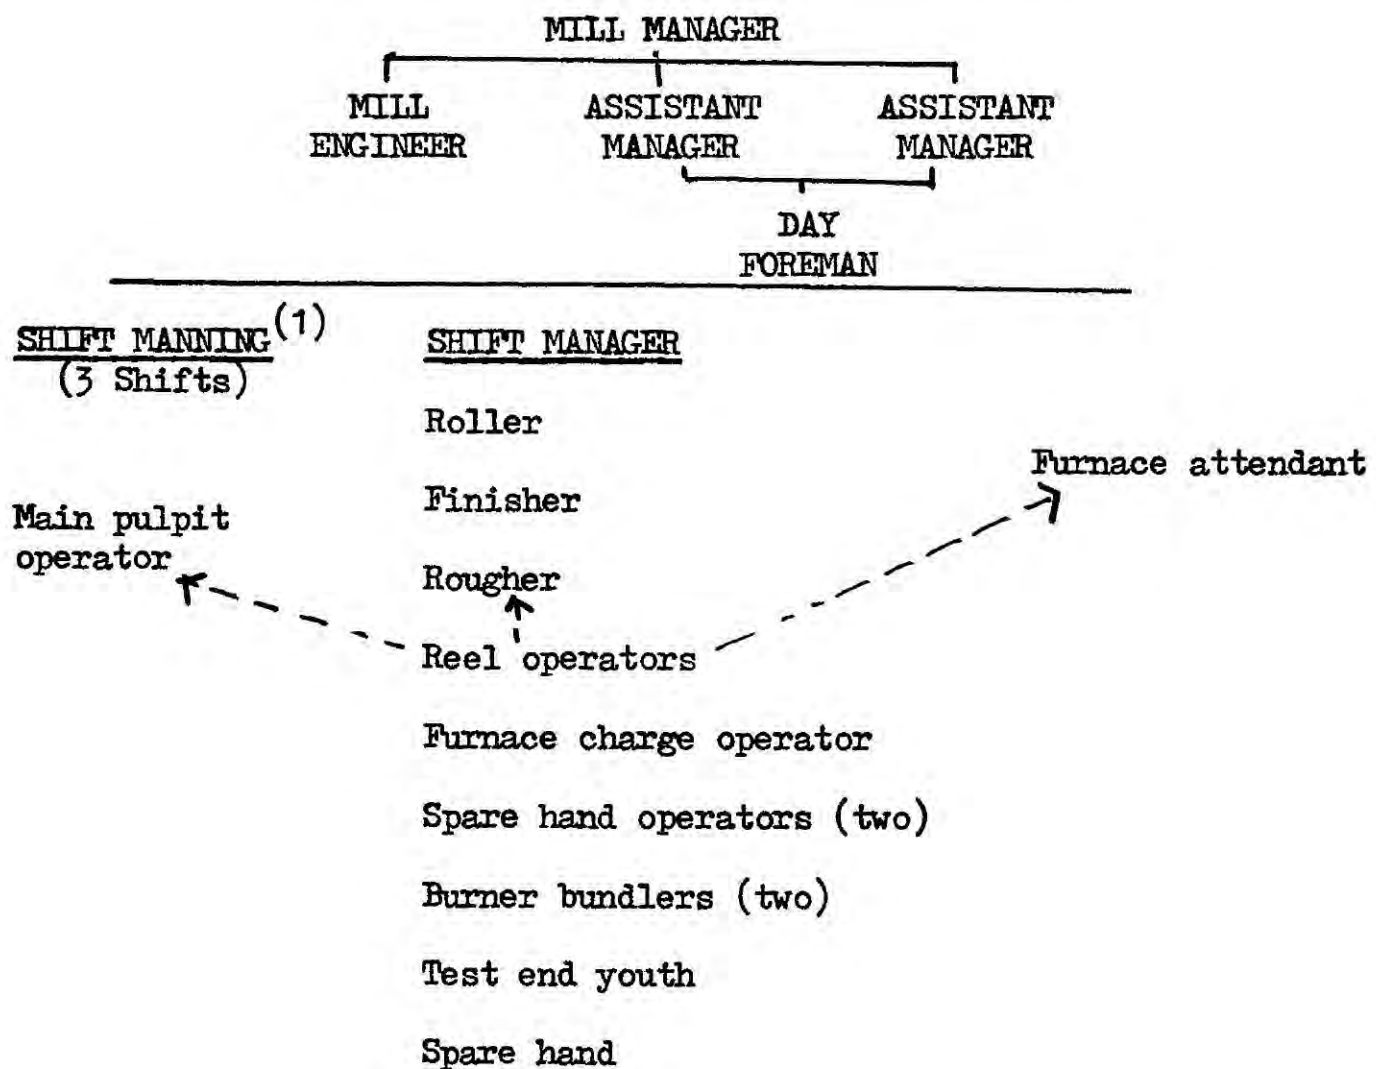 MILL MANAGER
MILL ASSISTANT ASSISTANT
ENGINEER MANAGER MANAGER
DAY
FOREMAN
SHIFT MANNING(1) SHIFT MANAGER
(3 Shifts)
Roller
Furnace attendant
Finisher
Main pulpit
operator
Rougher
Reel operators
Furnace charge operator
Spare hand operators (two)
Burner bundlers (two)
Test end youth
Spare hand